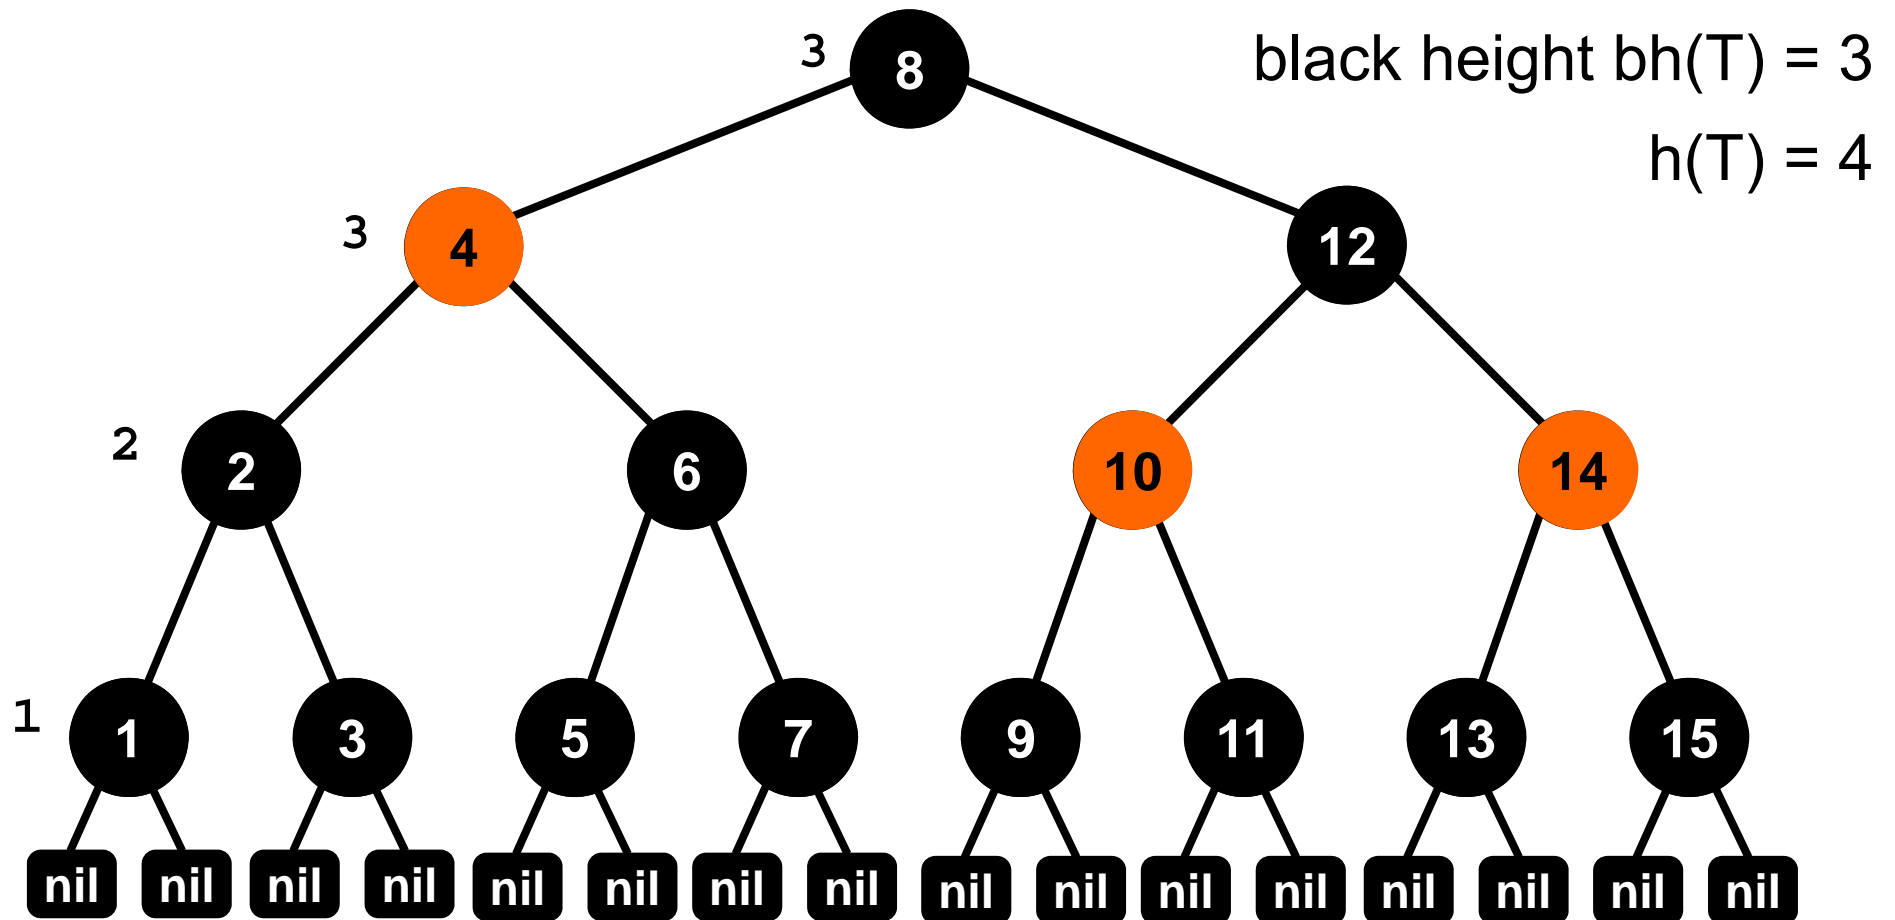 3 8 black height bh(T) = 3
h(T) = 4
3 4 12
2 2 6 10 14
1 1 3 5 7 9 11 13 15
nil nil nil nil nil nil nil nil nil nil nil nil nil nil nil nil